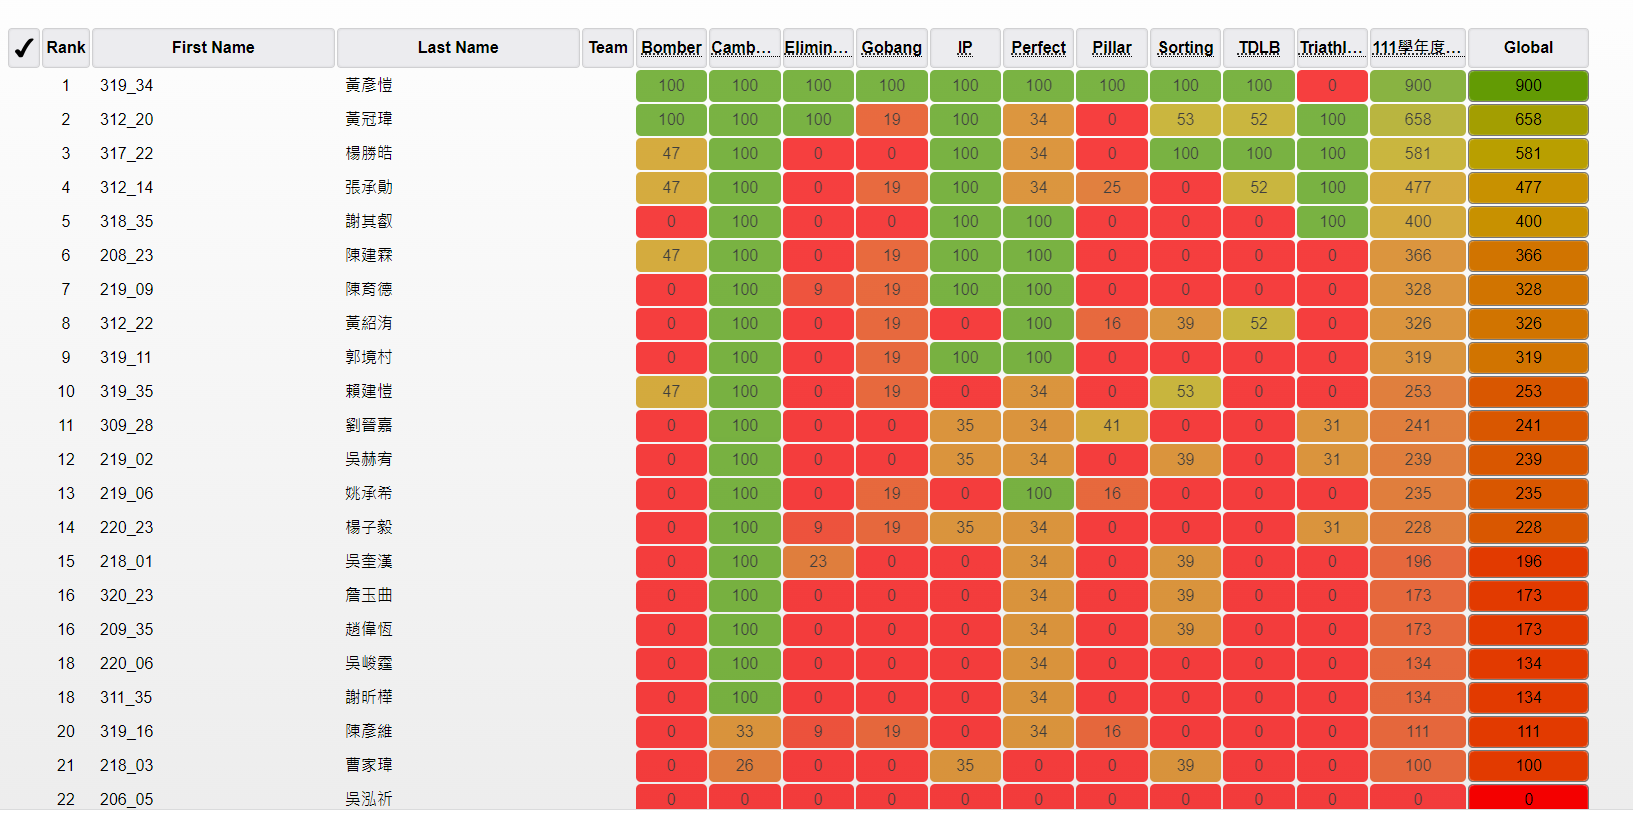 ✓ Rank First Name Last Name Team Bomber Camb... Elimin... Gobang IP Perfect Pillar Sorting TDLB Triathl... 111學年度... Global
1 319_34 黃彥愷 100 100 100 100 100 100 100 100 100 0 900 900
2 312_20 黃冠瑋 100 100 100 19 100 34 0 53 52 100 658 658
3 317_22 楊勝皓 47 100 0 0 100 34 0 100 100 100 581 581
4 312_14 張承勛 47 100 0 19 100 34 25 0 52 100 477 477
5 318_35 謝其叡 0 100 0 0 100 100 0 0 0 100 400 400
6 208_23 陳建霖 47 100 0 19 100 100 0 0 0 0 366 366
7 219_09 陳育德 0 100 9 19 100 100 0 0 0 0 328 328
8 312_22 黃紹洧 0 100 0 19 0 100 16 39 52 0 326 326
9 319_11 郭境村 0 100 0 19 100 100 0 0 0 0 319 319
10 319_35 賴建愷 47 100 0 19 0 34 0 53 0 0 253 253
11 309_28 劉晉嘉 0 100 0 0 35 34 41 0 0 31 241 241
12 219_02 吳赫宥 0 100 0 0 35 34 0 39 0 31 239 239
13 219_06 姚承希 0 100 0 19 0 100 16 0 0 0 235 235
14 220_23 楊子毅 0 100 9 19 35 34 0 0 0 31 228 228
15 218_01 吳奎漢 0 100 23 0 0 34 0 39 0 0 196 196
16 320_23 詹玉曲 0 100 0 0 0 34 0 39 0 0 173 173
16 209_35 趙偉恆 0 100 0 0 0 34 0 39 0 0 173 173
18 220_06 吳峻霆 0 100 0 0 0 34 0 0 0 0 134 134
18 311_35 謝昕樺 0 100 0 0 0 34 0 0 0 0 134 134
20 319_16 陳彥維 0 33 9 19 0 34 16 0 0 0 111 111
21 218_03 曹家瑋 0 26 0 0 35 0 0 39 0 0 100 100
22 206_05 吳泓祈 0 0 0 0 0 0 0 0 0 0 0 0